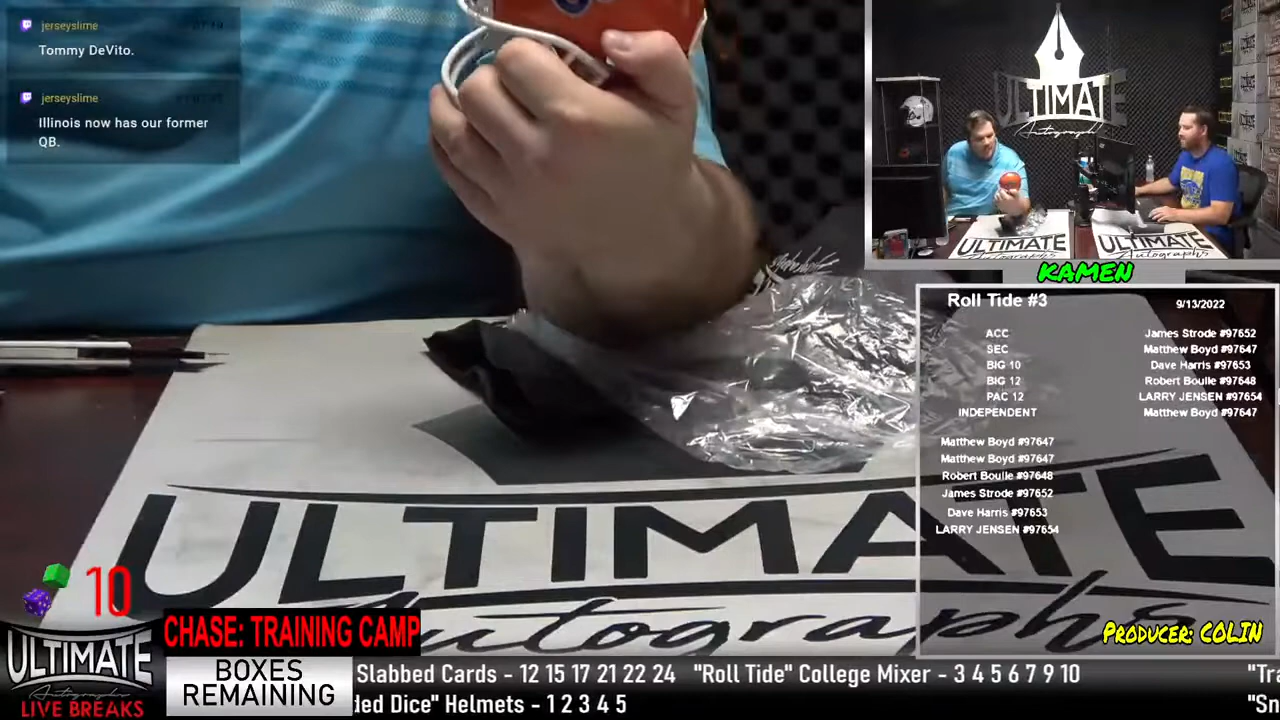 jerseyslime
Tommy DeVito.
jerseyslime
Illinois now has our former
QB.
ULTIMATE
Autographs
ULTIMATE
Autographs
ULTIMATE
Autographs
KAMEN
Roll Tide #3
9/13/2022
ACC James Strode #97652
SEC Matthew Boyd #97647
BIG 10 Dave Harris #97653
BIG 12 Robert Boulle #97648
PAC 12 LARRY JENSEN #97654
INDEPENDENT Matthew Boyd #97647
Matthew Boyd #97647
Matthew Boyd #97647
Robert Boulle #97648
James Strode #97652
Dave Harris #97653
LARRY JENSEN #97654
Producer: COLIN
ULTIMATE
Autographs
10
ULTIMATE
Autographs
LIVE BREAKS
CHASE: TRAINING CAMP
BOXES
REMAINING
Slabbed Cards - 12 15 17 21 22 24 "Roll Tide" College Mixer - 3 4 5 6 7 9 10 "Tra
ded Dice" Helmets - 1 2 3 4 5 "Sn